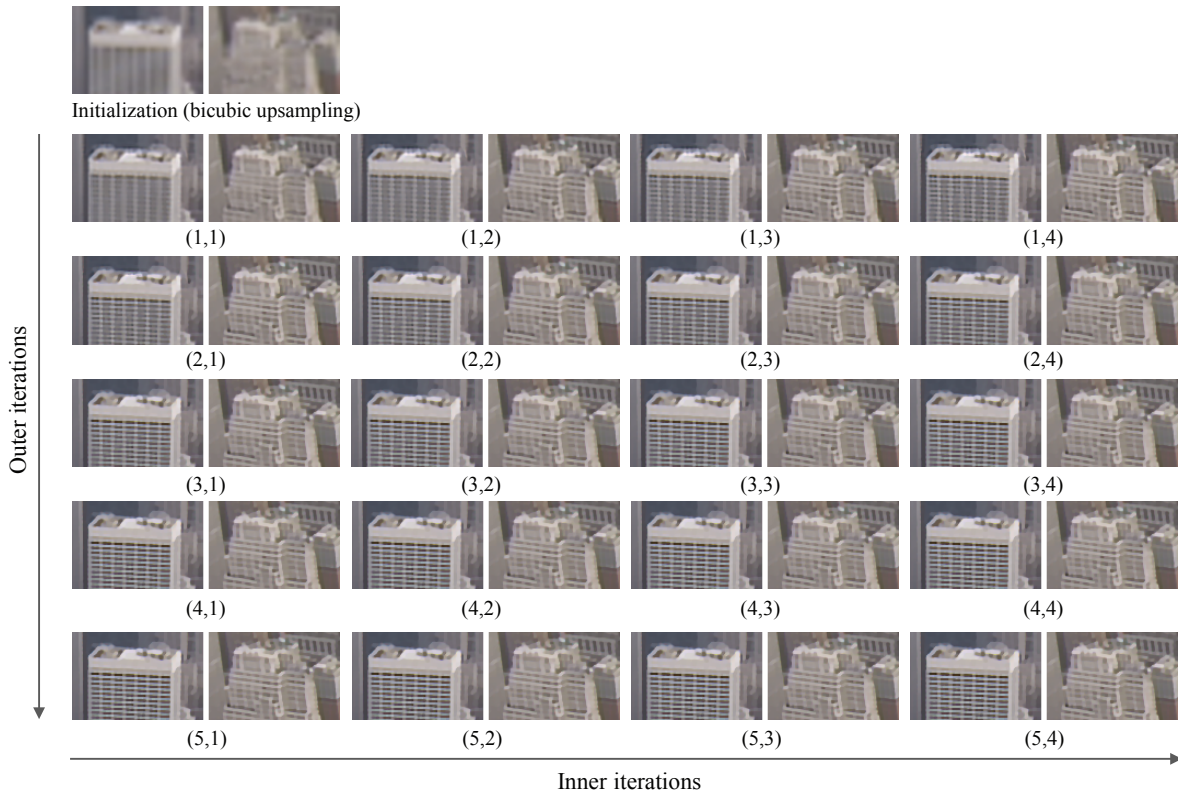 Initialization (bicubic upsampling)
(1,1) (1,2) (1,3) (1,4)
(2,1) (2,2) (2,3) (2,4)
(3,1) (3,2) (3,3) (3,4)
(4,1) (4,2) (4,3) (4,4)
(5,1) (5,2) (5,3) (5,4)
Outer iterations
Inner iterations